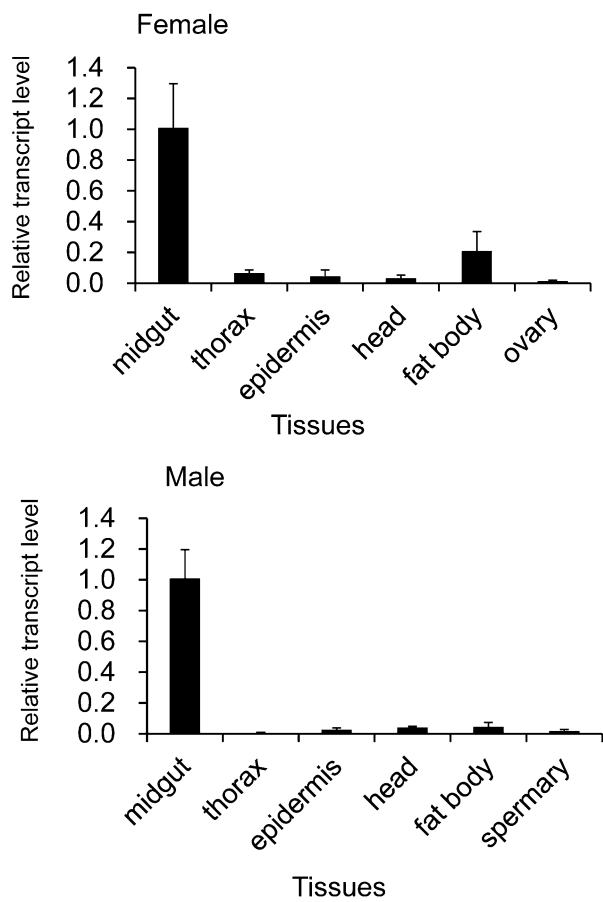 Female
Relative transcript level
1.4
1.2
1.0
0.8
0.6
0.4
0.2
0.0
midgut
thorax
epidermis
head
fat body
ovary
Tissues
Male
Relative transcript level
1.4
1.2
1.0
0.8
0.6
0.4
0.2
0.0
midgut
thorax
epidermis
head
fat body
spermary
Tissues